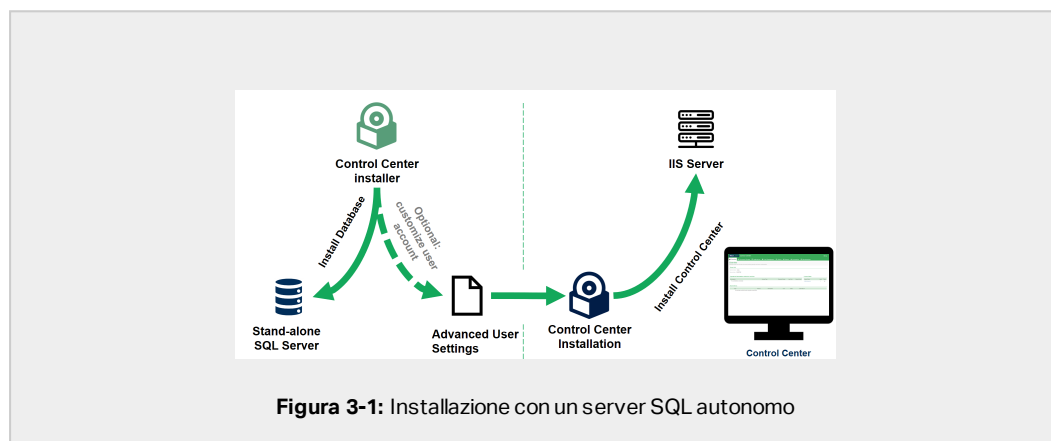 Control Center
installer
Install Database
Optional:
customize user
account
Stand-alone
SQL Server
Advanced User
Settings
Control Center
Installation
Install Control Center
IIS Server
Control Center
Figura 3-1: Installazione con un server SQL autonomo